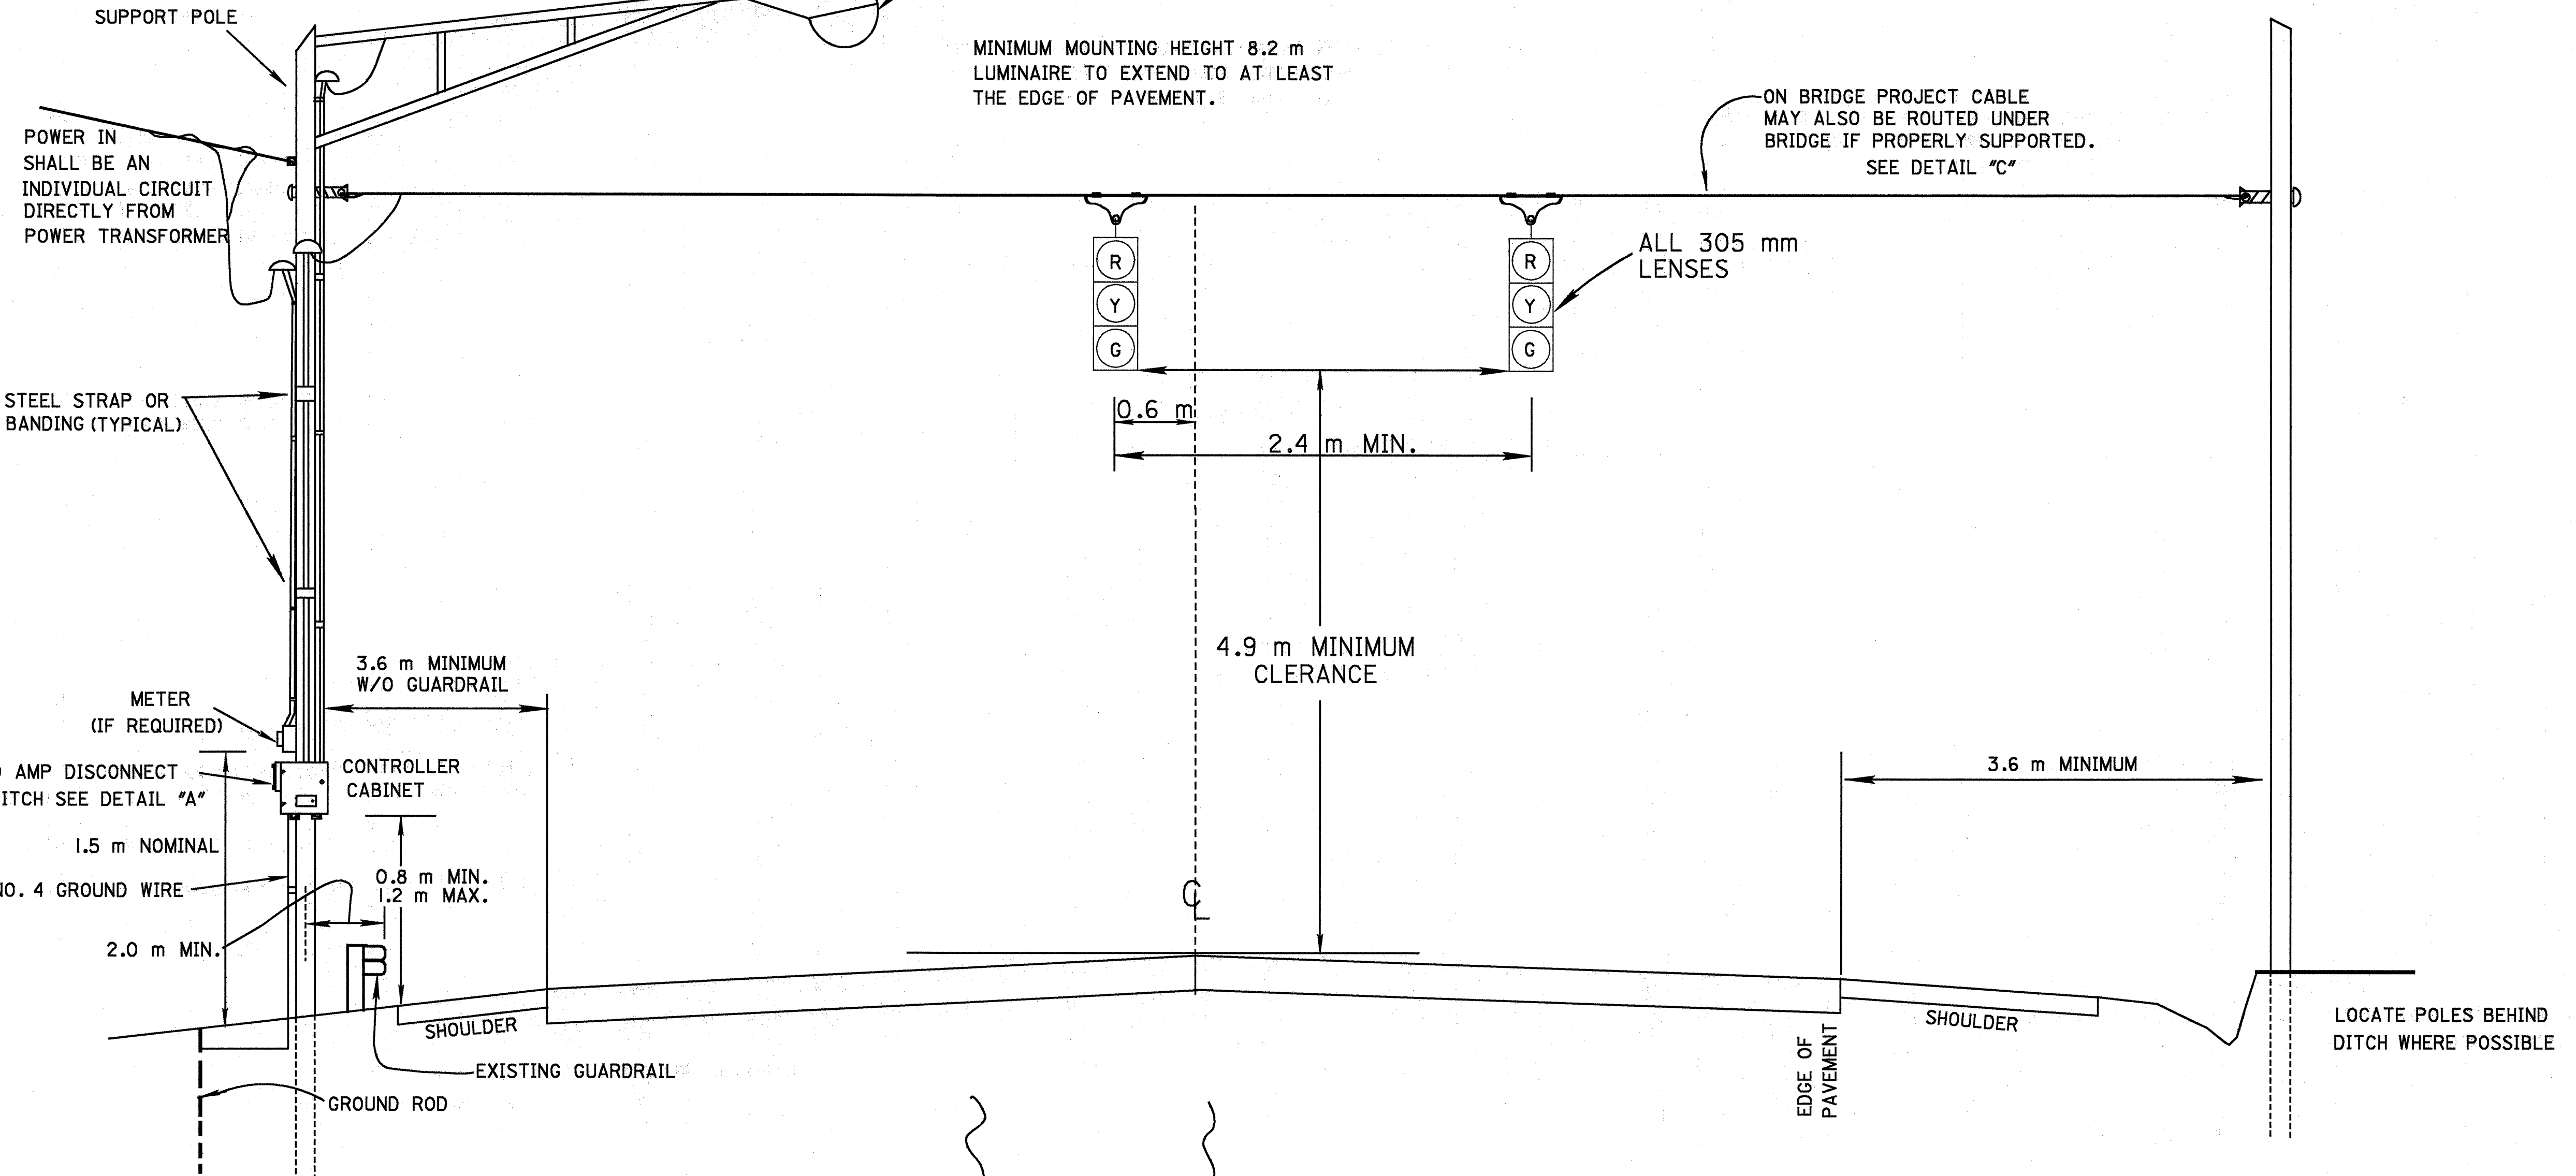 SUPPORT POLE
MINIMUM MOUNTING HEIGHT 8.2 m
LUMINAIRE TO EXTEND TO AT LEAST
THE EDGE OF PAVEMENT.
ON BRIDGE PROJECT CABLE
MAY ALSO BE ROUTED UNDER
BRIDGE IF PROPERLY SUPPORTED.
SEE DETAIL "C"
POWER IN
SHALL BE AN
INDIVIDUAL CIRCUIT
DIRECTLY FROM
POWER TRANSFORMER
R
Y
G
R
Y
G
ALL 305 mm
LENSES
STEEL STRAP OR
BANDING (TYPICAL)
0.6 m
2.4 m MIN.
4.9 m MINIMUM
CLERANCE
3.6 m MINIMUM
W/O GUARDRAIL
METER
(IF REQUIRED)
AMP DISCONNECT
ITCH SEE DETAIL "A"
CONTROLLER
CABINET
3.6 m MINIMUM
1.5 m NOMINAL
0.8 m MIN.
1.2 m MAX.
NO. 4 GROUND WIRE
CL
2.0 m MIN.
SHOULDER
EXISTING GUARDRAIL
GROUND ROD
EDGE OF
PAVEMENT
SHOULDER
LOCATE POLES BEHIND
DITCH WHERE POSSIBLE